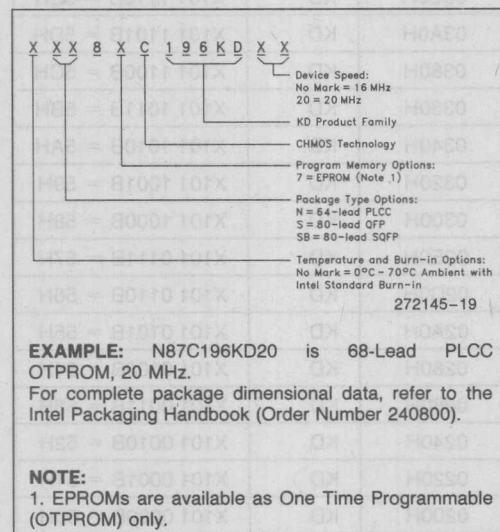 X XX 8 X C 196KD X X
Device Speed:
No Mark = 16 MHz
20 = 20 MHz
KD Product Family
CHMOS Technology
Program Memory Options:
7 = EPROM (Note 1)
Package Type Options:
N = 64-lead PLCC
S = 80-lead QFP
SB = 80-lead SQFP
Temperature and Burn-in Options:
No Mark = 0°C - 70°C Ambient with
Intel Standard Burn-in
272145-19
EXAMPLE: N87C196KD20 is 68-Lead PLCC
OTPROM, 20 MHz.
For complete package dimensional data, refer to the
Intel Packaging Handbook (Order Number 240800).
NOTE:
1. EPROMs are available as One Time Programmable
(OTPROM) only.